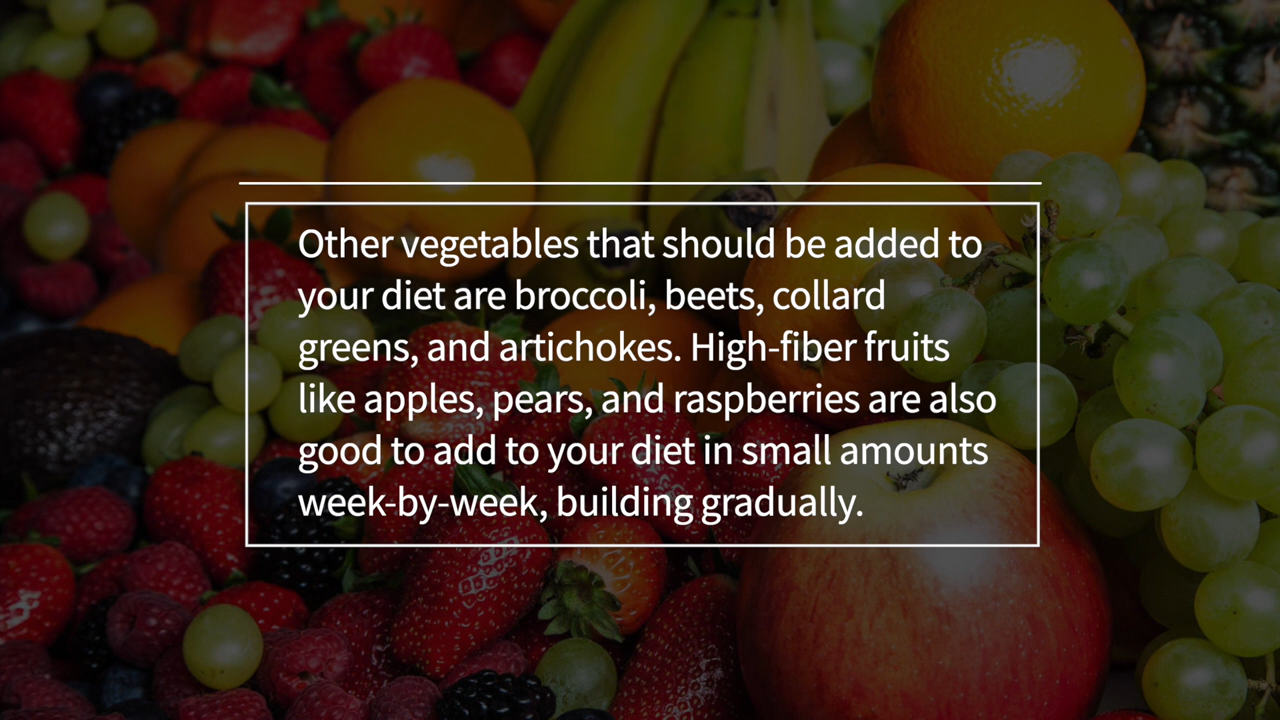 Other vegetables that should be added to
your diet are broccoli, beets, collard
greens, and artichokes. High-fiber fruits
like apples, pears, and raspberries are also
good to add to your diet in small amounts
week-by-week, building gradually.